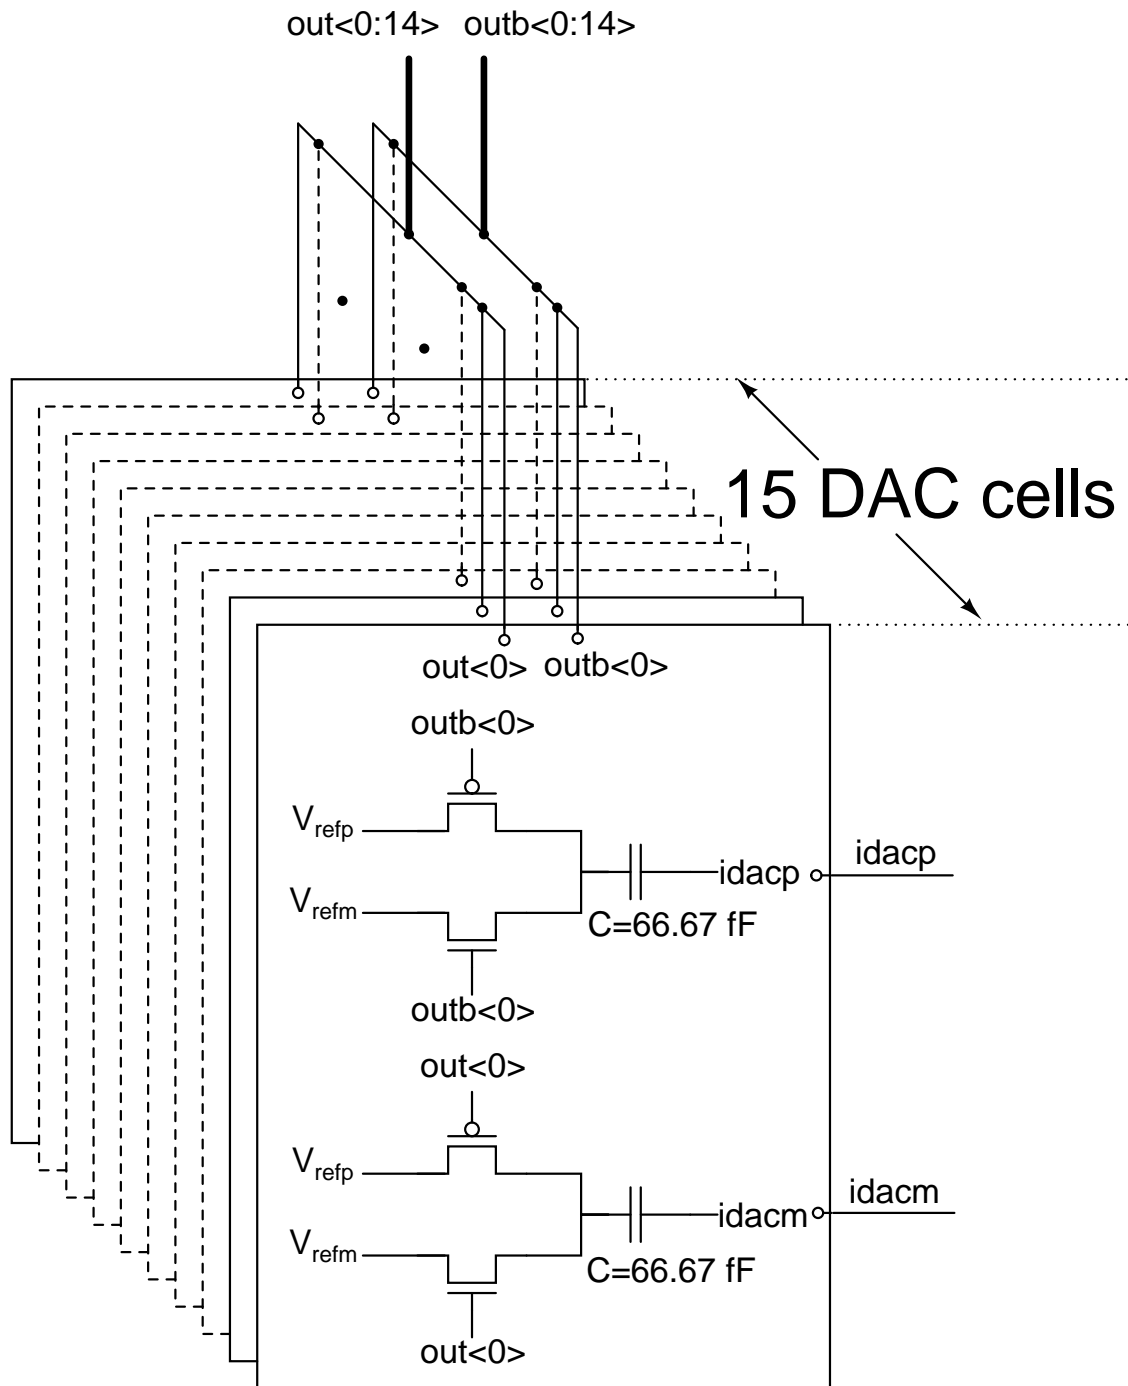 out<0:14> outb<0:14>
15 DAC cells
out<0> outb<0>
outb<0>
Vrefp
idacp
idacp
Vrefm
C=66.67 fF
outb<0>
out<0>
Vrefp
idacm
idacm
Vrefm
C=66.67 fF
out<0>